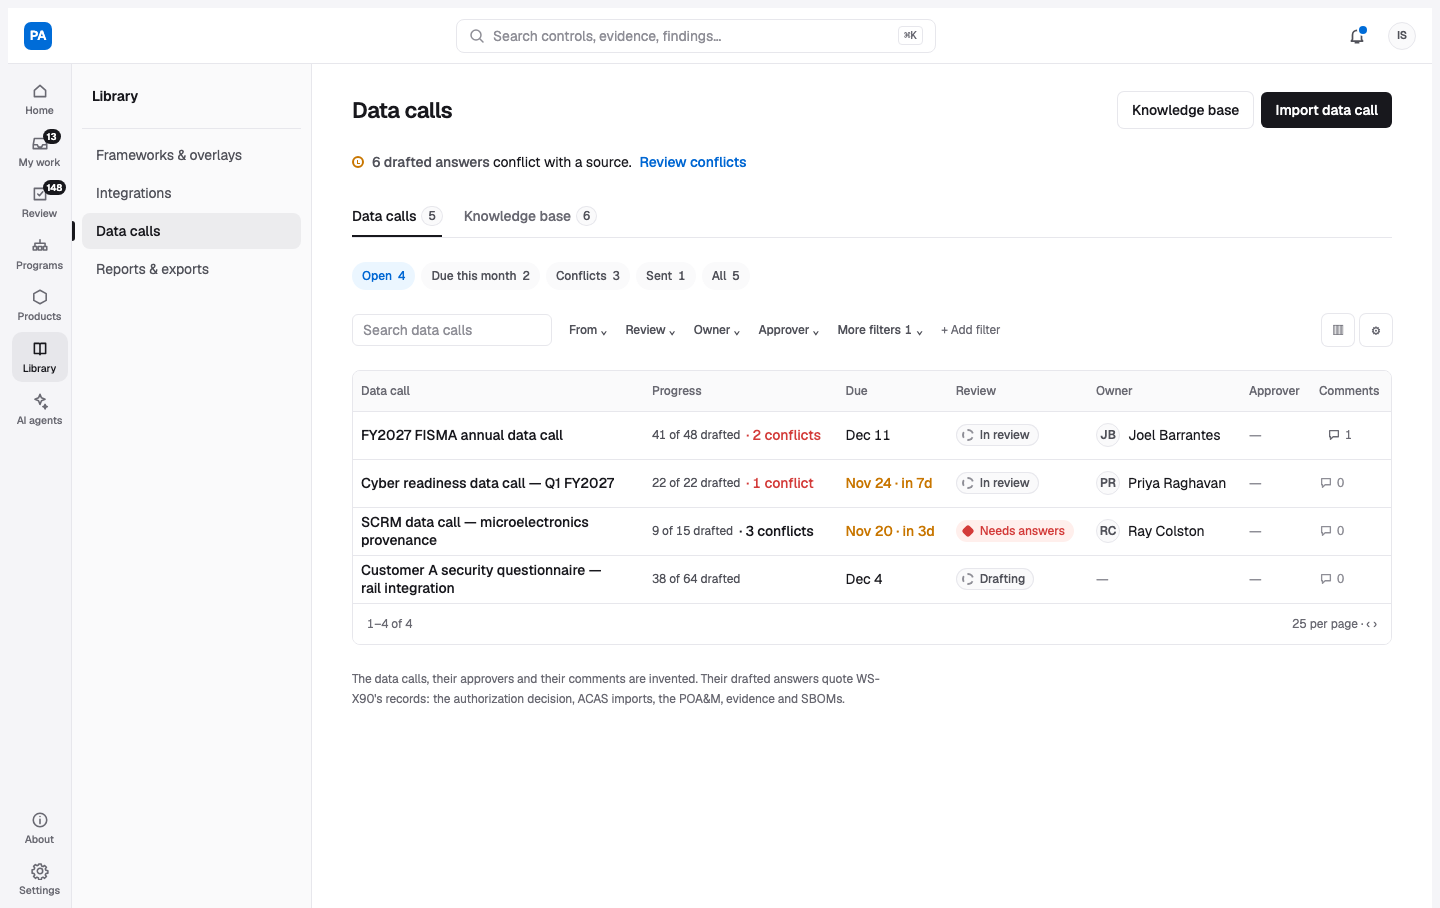 PA
Search controls, evidence, findings... ⌘K
IS
Home
13
My work
148
Review
Programs
Products
Library
AI agents
About
Settings
Library
Frameworks & overlays
Integrations
Data calls
Reports & exports
Data calls
Knowledge base
Import data call
6 drafted answers conflict with a source. Review conflicts
Data calls 5 Knowledge base 6
Open 4 Due this month 2 Conflicts 3 Sent 1 All 5
Search data calls From Review Owner Approver More filters 1 + Add filter
Data call Progress Due Review Owner Approver Comments
FY2027 FISMA annual data call 41 of 48 drafted · 2 conflicts Dec 11 In review JB Joel Barrantes — 1
Cyber readiness data call — Q1 FY2027 22 of 22 drafted · 1 conflict Nov 24 · in 7d In review PR Priya Raghavan — 0
SCRM data call — microelectronics
provenance 9 of 15 drafted · 3 conflicts Nov 20 · in 3d Needs answers RC Ray Colston — 0
Customer A security questionnaire —
rail integration 38 of 64 drafted Dec 4 Drafting — — 0
1–4 of 4 25 per page · ‹ ›
The data calls, their approvers and their comments are invented. Their drafted answers quote WS-
X90's records: the authorization decision, ACAS imports, the POA&M, evidence and SBOMs.